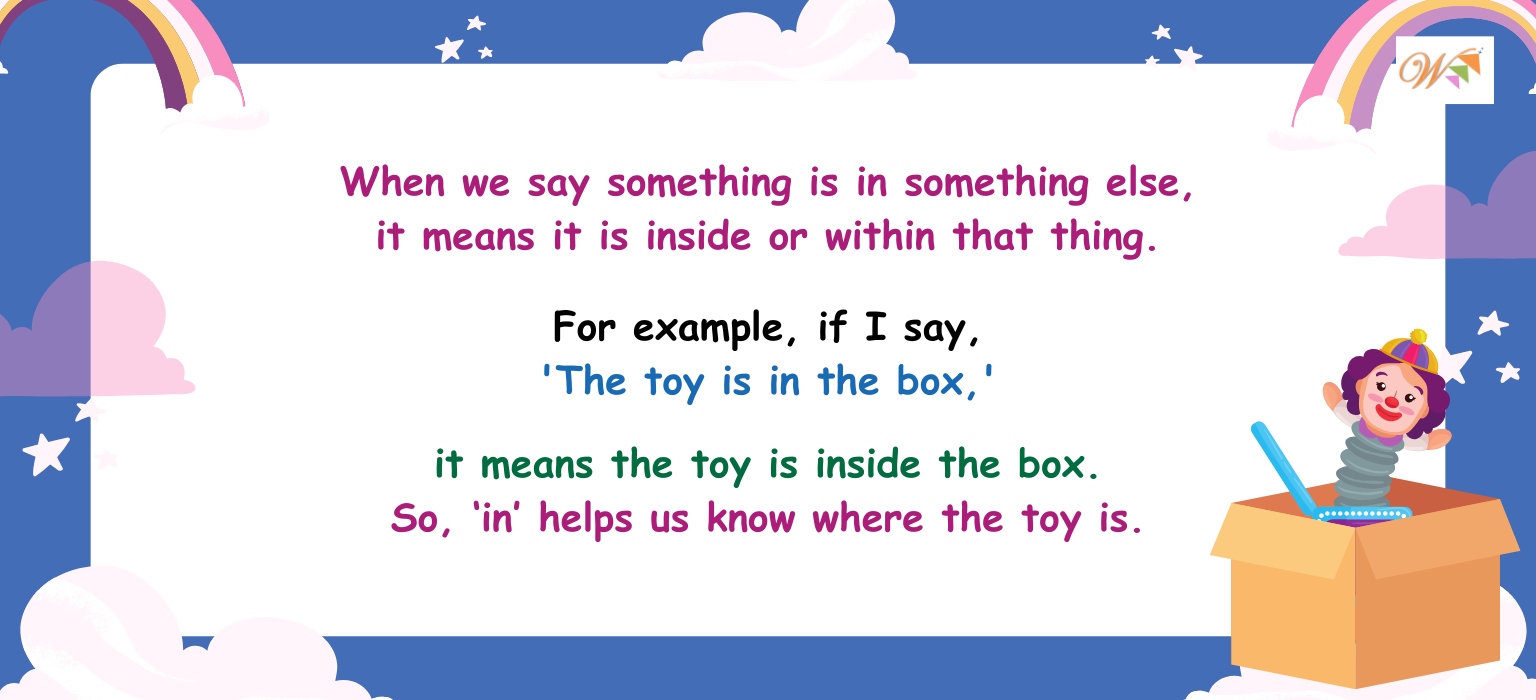 When we say something is in something else,
it means it is inside or within that thing.
For example, if I say,
'The toy is in the box,'
it means the toy is inside the box.
So, ‘in’ helps us know where the toy is.
W